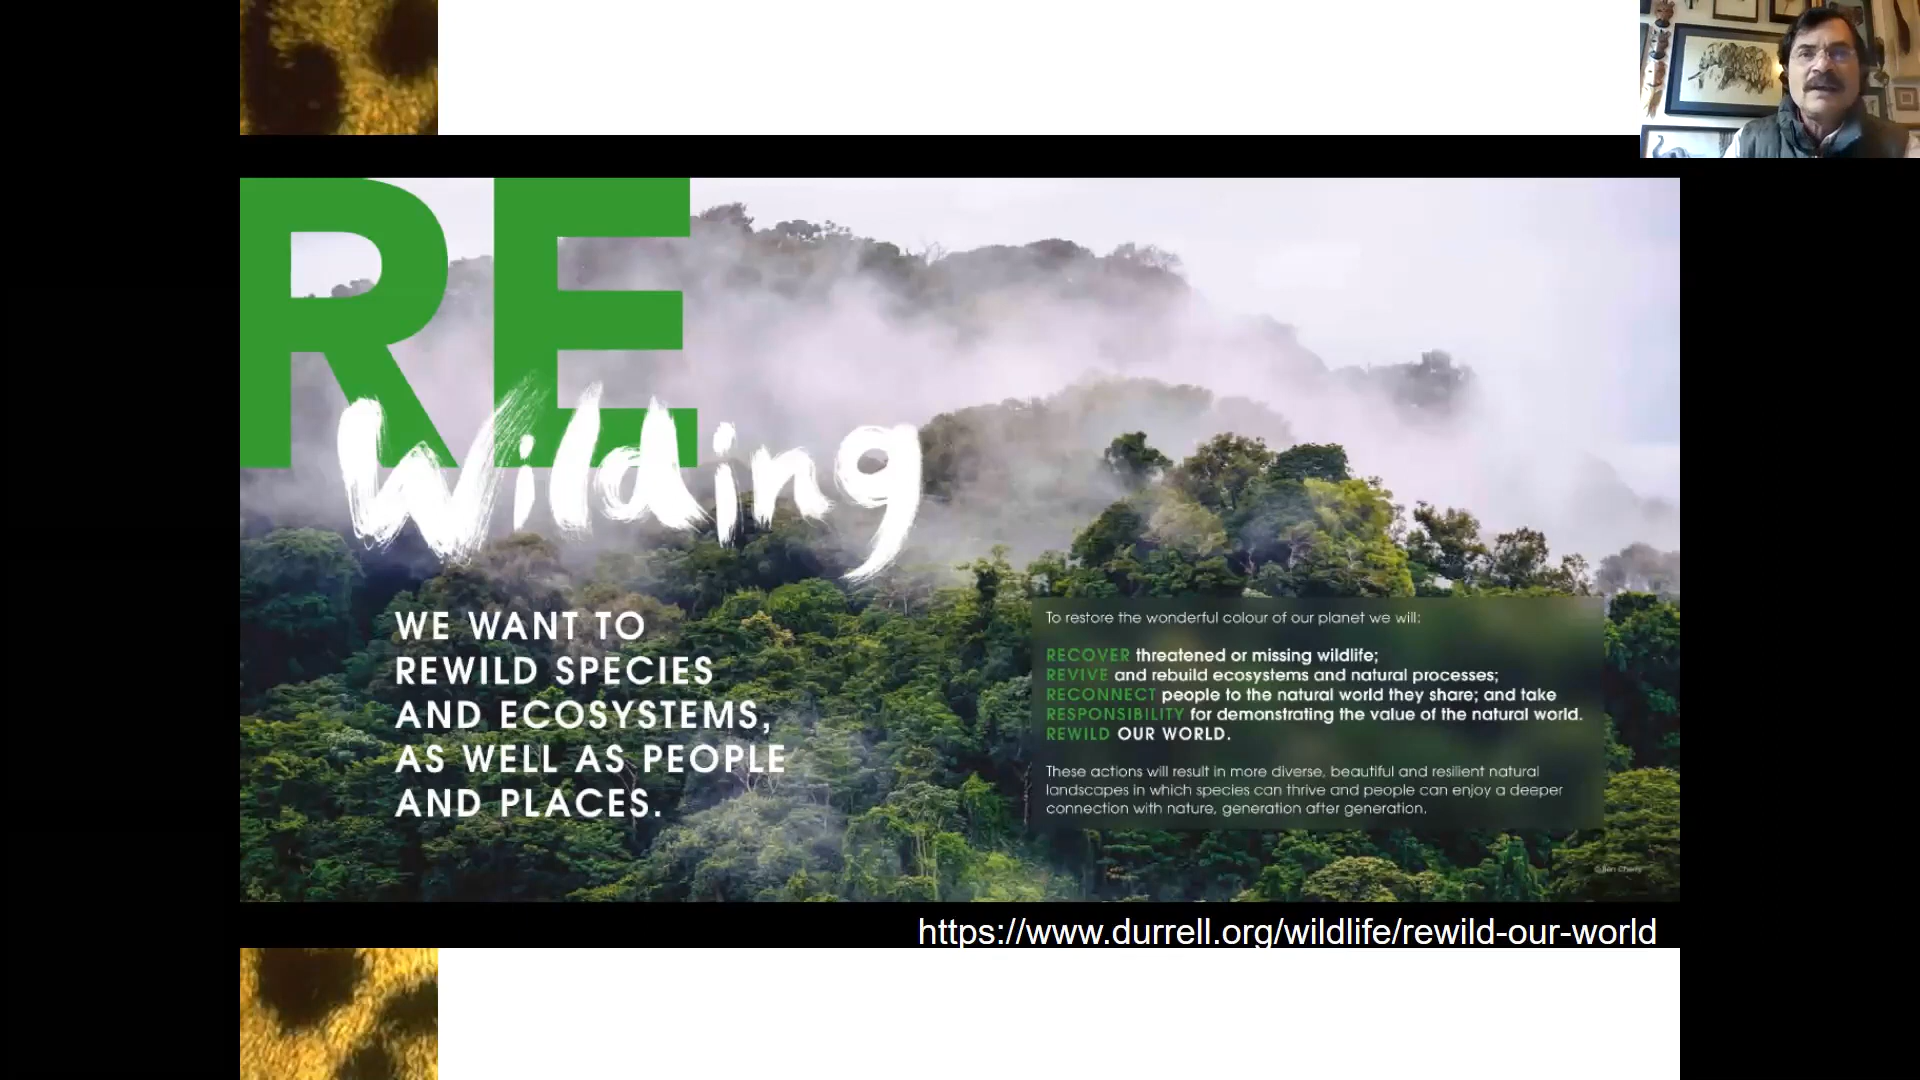 RE
Wilding
WE WANT TO
REWILD SPECIES
AND ECOSYSTEMS,
AS WELL AS PEOPLE
AND PLACES.
To restore the wonderful colour of our planet we will:
RECOVER threatened or missing wildlife;
REVIVE and rebuild ecosystems and natural processes;
RECONNECT people to the natural world they share; and take
RESPONSIBILITY for demonstrating the value of the natural world.
REWILD OUR WORLD.
These actions will result in more diverse, beautiful and resilient natural
landscapes in which species can thrive and people can enjoy a deeper
connection with nature, generation after generation.
© Ben Cherry
https://www.durrell.org/wildlife/rewild-our-world